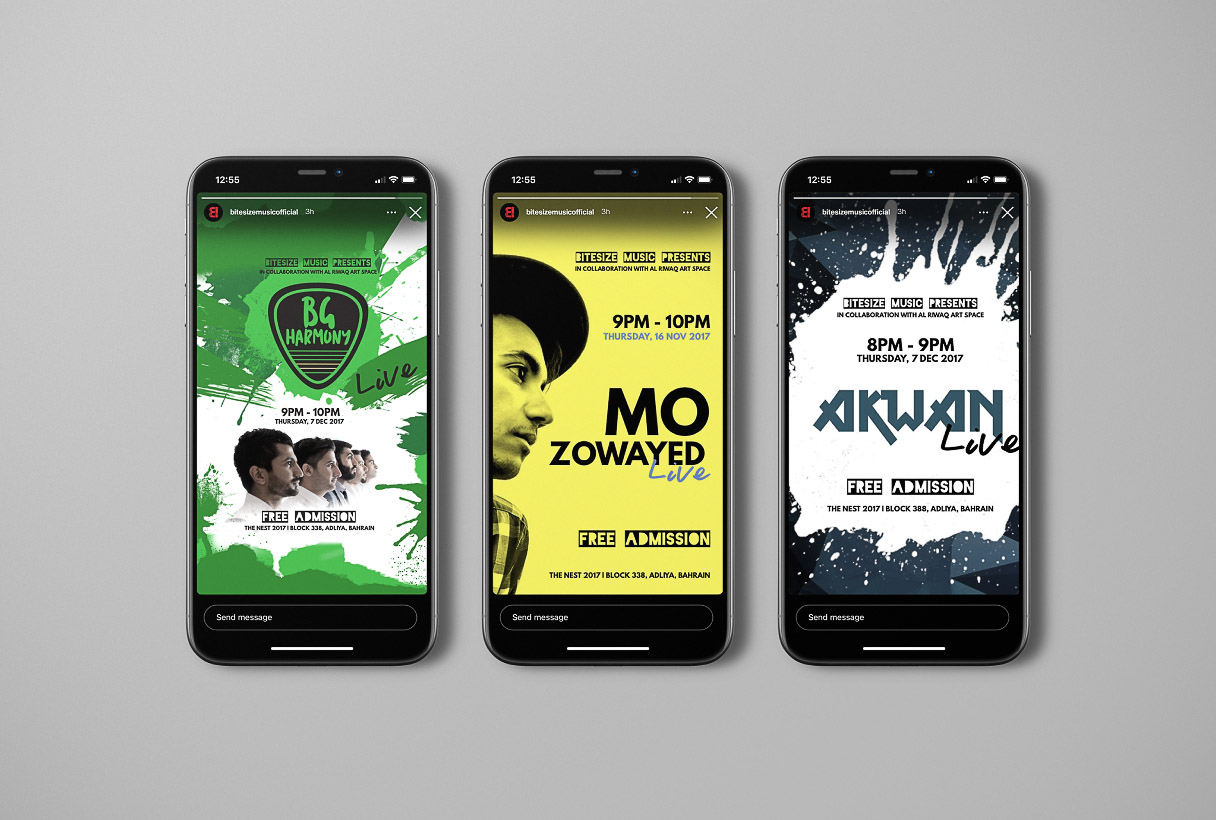 12:55
bitesizemusicofficial 3h
BITESIZE MUSIC PRESENTS
IN COLLABORATION WITH AL RIWAQ ART SPACE
BG
HARMONY
Live
9PM - 10PM
THURSDAY, 7 DEC 2017
FREE ADMISSION
THE NEST 2017 | BLOCK 338, ADLIYA, BAHRAIN
Send message
12:55
bitesizemusicofficial 3h
BITESIZE MUSIC PRESENTS
IN COLLABORATION WITH AL RIWAQ ART SPACE
9PM - 10PM
THURSDAY, 16 NOV 2017
MO
ZOWAYED
Live
FREE ADMISSION
THE NEST 2017 | BLOCK 338, ADLIYA, BAHRAIN
Send message
12:55
bitesizemusicofficial 3h
BITESIZE MUSIC PRESENTS
IN COLLABORATION WITH AL RIWAQ ART SPACE
8PM - 9PM
THURSDAY, 7 DEC 2017
AKWAN
Live
FREE ADMISSION
THE NEST 2017 | BLOCK 388, ADLIYA, BAHRAIN
Send message